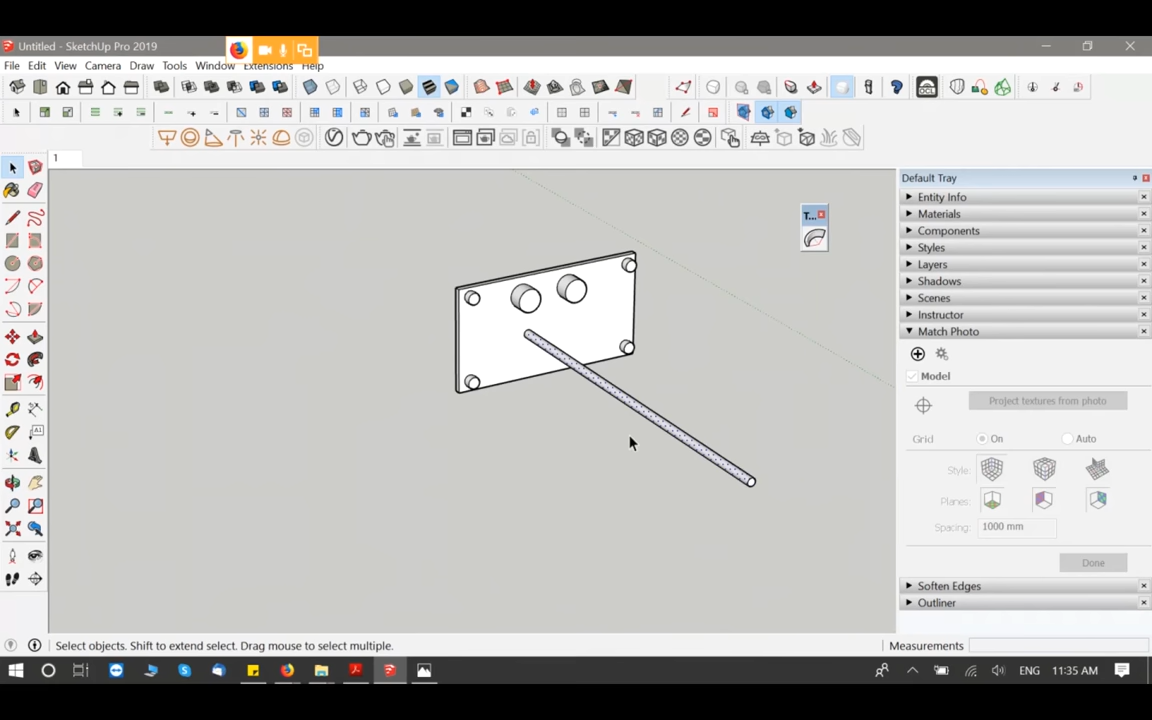 Untitled - SketchUp Pro 2019
File Edit View Camera Draw Tools Window Extensions Help
1
Default Tray
T...
Entity Info
Materials
Components
Styles
Layers
Shadows
Scenes
Instructor
Match Photo
Model
Project textures from photo
Grid On Auto
Style:
Planes:
Spacing: 1000 mm
Done
Soften Edges
Outliner
Select objects. Shift to extend select. Drag mouse to select multiple.
Measurements
ENG 11:35 AM